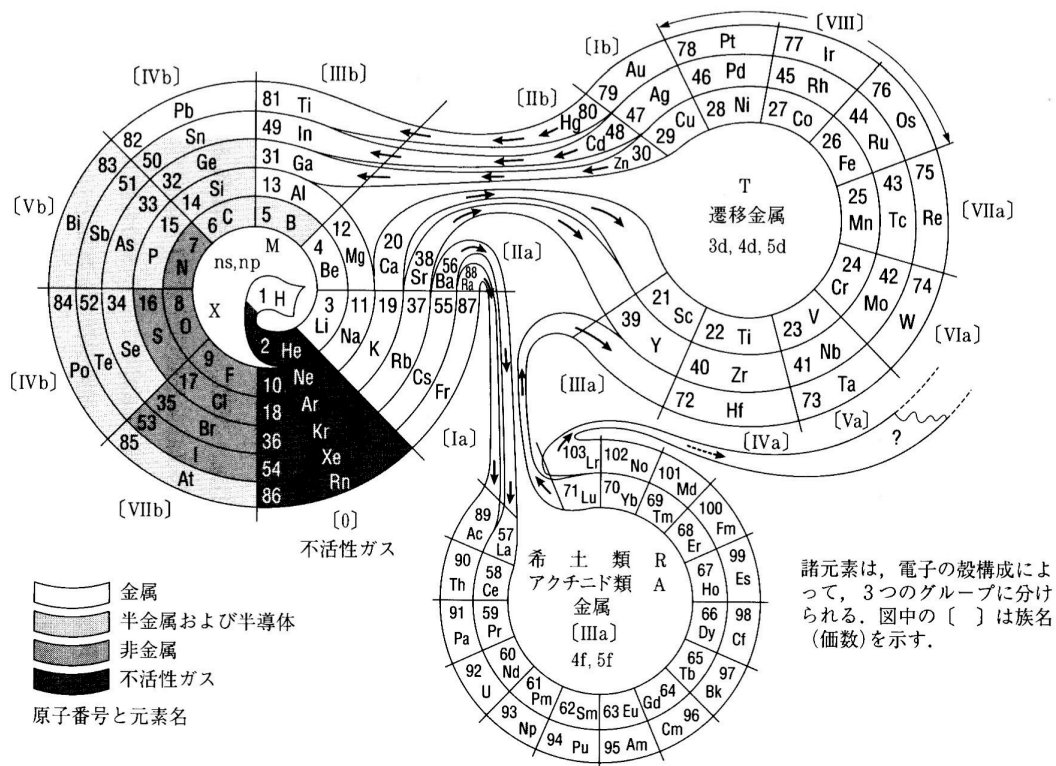 〔VIII〕
〔Ib〕
〔IIb〕
〔IVb〕
〔IIIb〕
〔Vb〕
〔IVb〕
〔VIIb〕
〔0〕
不活性ガス
〔Ia〕
〔IIa〕
〔IIIa〕
〔IVa〕
〔Va〕
〔VIa〕
〔VIIa〕
M
ns,np
X
1 H
2 He
10 Ne
18 Ar
36 Kr
54 Xe
86 Rn
3 Li
11 Na
19 K
37 Rb
55 Cs
87 Fr
4 Be
12 Mg
20 Ca
38 Sr
56 Ba
88 Ra
5 B
13 Al
31 Ga
49 In
81 Ti
6 C
14 Si
32 Ge
50 Sn
82 Pb
7 N
15 P
33 As
51 Sb
83 Bi
8 O
16 S
34 Se
52 Te
84 Po
9 F
17 Cl
35 Br
53 I
85 At
T
遷移金属
3d, 4d, 5d
21 Sc
22 Ti
23 V
24 Cr
25 Mn
26 Fe
27 Co
28 Ni
29 Cu
30 Zn
39 Y
40 Zr
41 Nb
42 Mo
43 Tc
44 Ru
45 Rh
46 Pd
47 Ag
48 Cd
72 Hf
73 Ta
74 W
75 Re
76 Os
77 Ir
78 Pt
79 Au
80 Hg
?
希土類 R
アクチニド類 A
金属
〔IIIa〕
4f, 5f
57 La
58 Ce
59 Pr
60 Nd
61 Pm
62 Sm
63 Eu
64 Gd
65 Tb
66 Dy
67 Ho
68 Er
69 Tm
70 Yb
71 Lu
89 Ac
90 Th
91 Pa
92 U
93 Np
94 Pu
95 Am
96 Cm
97 Bk
98 Cf
99 Es
100 Fm
101 Md
102 No
103 Lr
金属
半金属および半導体
非金属
不活性ガス
原子番号と元素名
諸元素は，電子の殻構成によ
って，3つのグループに分け
られる．図中の〔 〕は族名
(価数)を示す．